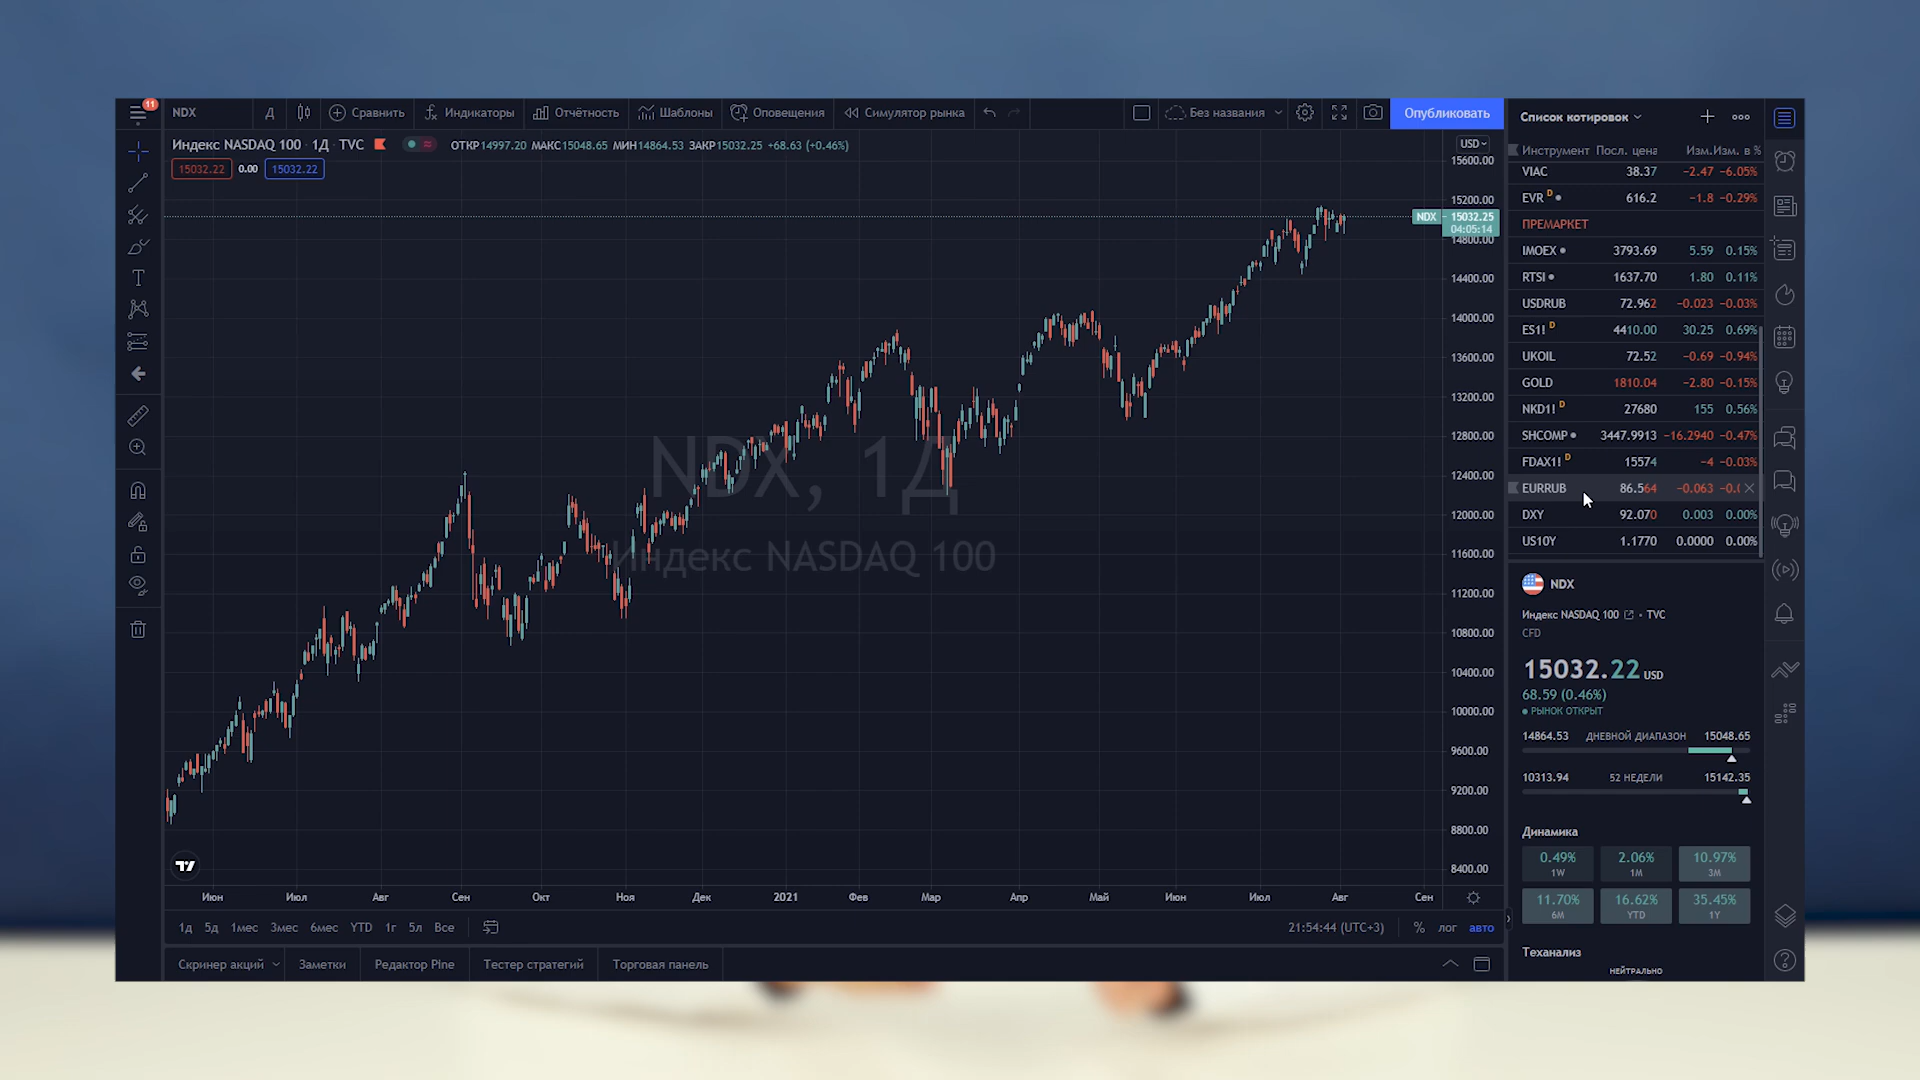 11
NDX Д Сравнить Индикаторы Отчётность Шаблоны Оповещения Симулятор рынка Без названия Опубликовать
Индекс NASDAQ 100 · 1Д · TVC ОТКР14997.20 МАКС15048.65 МИН14864.53 ЗАКР15032.25 +68.63 (+0.46%)
15032.22 0.00 15032.22
USD
15600.00
15200.00
NDX 15032.25
04:05:14
14800.00
14400.00
14000.00
13600.00
13200.00
12800.00
12400.00
12000.00
11600.00
11200.00
10800.00
10400.00
10000.00
9600.00
9200.00
8800.00
8400.00
NDX, 1Д
Индекс NASDAQ 100
Июн Июл Авг Сен Окт Ноя Дек 2021 Фев Мар Апр Май Июн Июл Авг Сен
1д 5д 1мес 3мес 6мес YTD 1г 5л Все 21:54:44 (UTC+3) % лог авто
Скринер акций Заметки Редактор Pine Тестер стратегий Торговая панель
Список котировок
Инструмент Посл. цена Изм. Изм. в %
VIAC 38.37 −2.47 −6.05%
EVR D 616.2 −1.8 −0.29%
ПРЕМАРКЕТ
IMOEX 3793.69 5.59 0.15%
RTSI 1637.70 1.80 0.11%
USDRUB 72.962 −0.023 −0.03%
ES1! D 4410.00 30.25 0.69%
UKOIL 72.52 −0.69 −0.94%
GOLD 1810.04 −2.80 −0.15%
NKD1! D 27680 155 0.56%
SHCOMP 3447.9913 −16.2940 −0.47%
FDAX1! D 15574 −4 −0.03%
EURRUB 86.564 −0.063 −0.
DXY 92.070 0.003 0.00%
US10Y 1.1770 0.0000 0.00%
NDX
Индекс NASDAQ 100 · TVC
CFD
15032.22 USD
68.59 (0.46%)
РЫНОК ОТКРЫТ
14864.53 ДНЕВНОЙ ДИАПАЗОН 15048.65
10313.94 52 НЕДЕЛИ 15142.35
Динамика
0.49% 2.06% 10.97%
1W 1M 3M
11.70% 16.62% 35.45%
6M YTD 1Y
Теханализ
НЕЙТРАЛЬНО